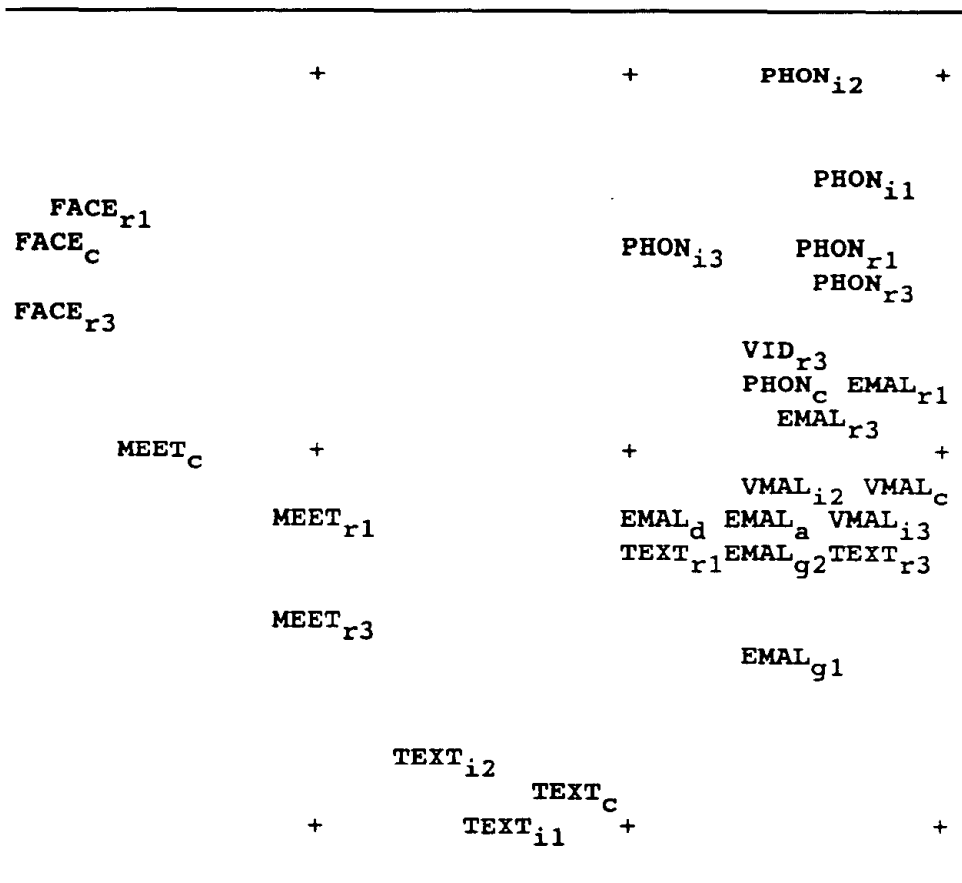 + + PHON_i2 +
PHON_i1
FACE_r1
FACE_c PHON_i3 PHON_r1
PHON_r3
FACE_r3
VID_r3
PHON_c EMAL_r1
EMAL_r3
MEET_c + + +
VMAL_i2 VMAL_c
MEET_r1 EMAL_d EMAL_a VMAL_i3
TEXT_r1 EMAL_g2 TEXT_r3
MEET_r3
EMAL_g1
TEXT_i2
TEXT_c
+ TEXT_i1 + +